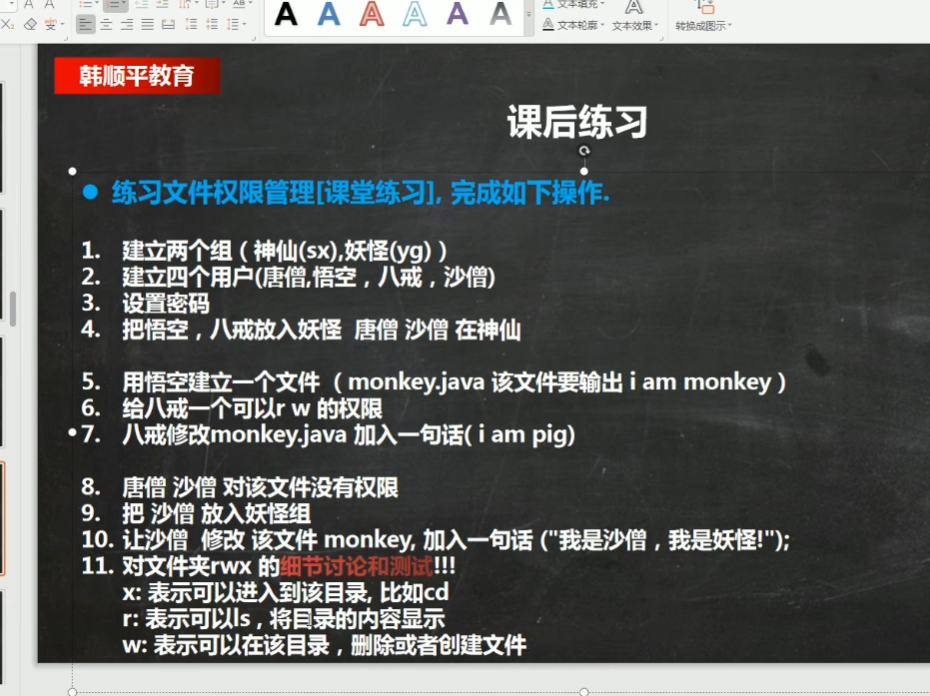 文本填充
文本轮廓
文本效果
转换成图示
韩顺平教育
课后练习
● 练习文件权限管理[课堂练习], 完成如下操作.
1. 建立两个组（神仙(sx),妖怪(yg)）
2. 建立四个用户(唐僧,悟空，八戒，沙僧)
3. 设置密码
4. 把悟空，八戒放入妖怪 唐僧 沙僧 在神仙
5. 用悟空建立一个文件 （monkey.java 该文件要输出 i am monkey）
6. 给八戒一个可以r w 的权限
7. 八戒修改monkey.java 加入一句话( i am pig)
8. 唐僧 沙僧 对该文件没有权限
9. 把 沙僧 放入妖怪组
10. 让沙僧 修改 该文件 monkey, 加入一句话 ("我是沙僧，我是妖怪!");
11. 对文件夹rwx 的细节讨论和测试!!!
x: 表示可以进入到该目录, 比如cd
r: 表示可以ls，将目录的内容显示
w: 表示可以在该目录，删除或者创建文件